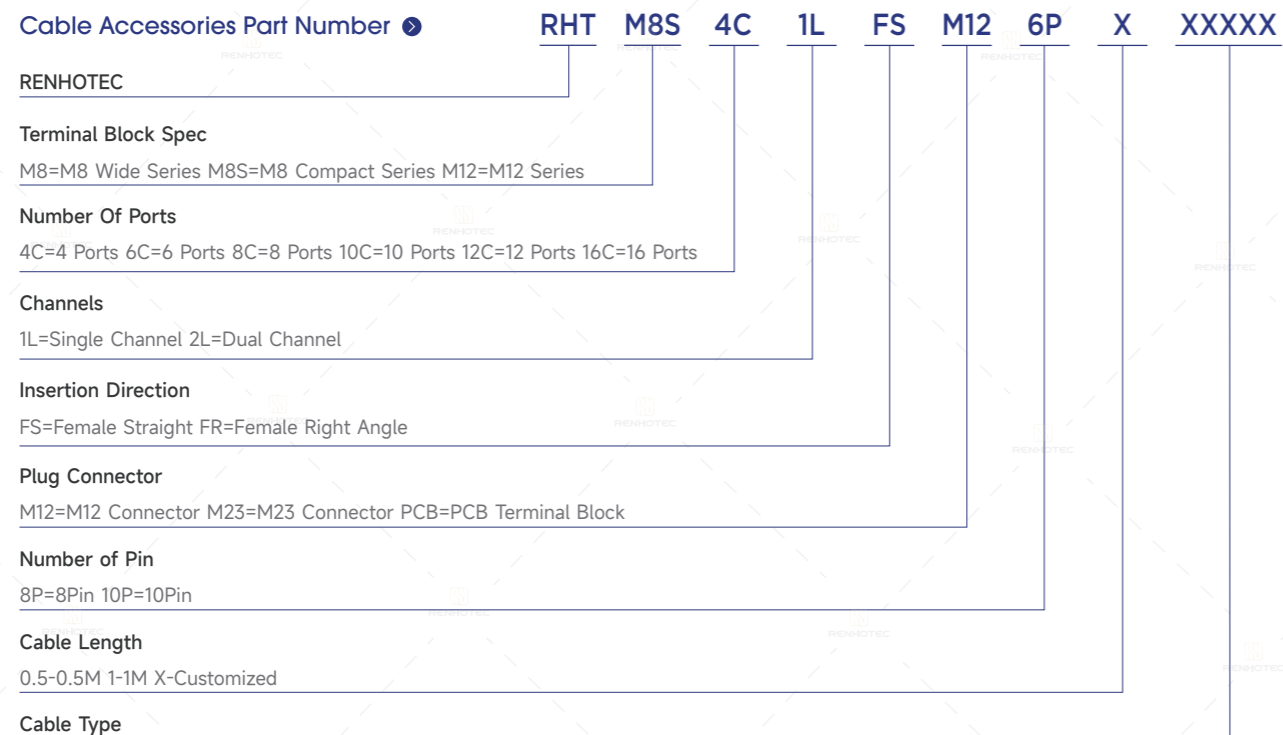 Cable Accessories Part Number RHT M8S 4C 1L FS M12 6P X XXXXX
RENHOTEC
Terminal Block Spec
M8=M8 Wide Series M8S=M8 Compact Series M12=M12 Series
Number Of Ports
4C=4 Ports 6C=6 Ports 8C=8 Ports 10C=10 Ports 12C=12 Ports 16C=16 Ports
Channels
1L=Single Channel 2L=Dual Channel
Insertion Direction
FS=Female Straight FR=Female Right Angle
Plug Connector
M12=M12 Connector M23=M23 Connector PCB=PCB Terminal Block
Number of Pin
8P=8Pin 10P=10Pin
Cable Length
0.5-0.5M 1-1M X-Customized
Cable Type